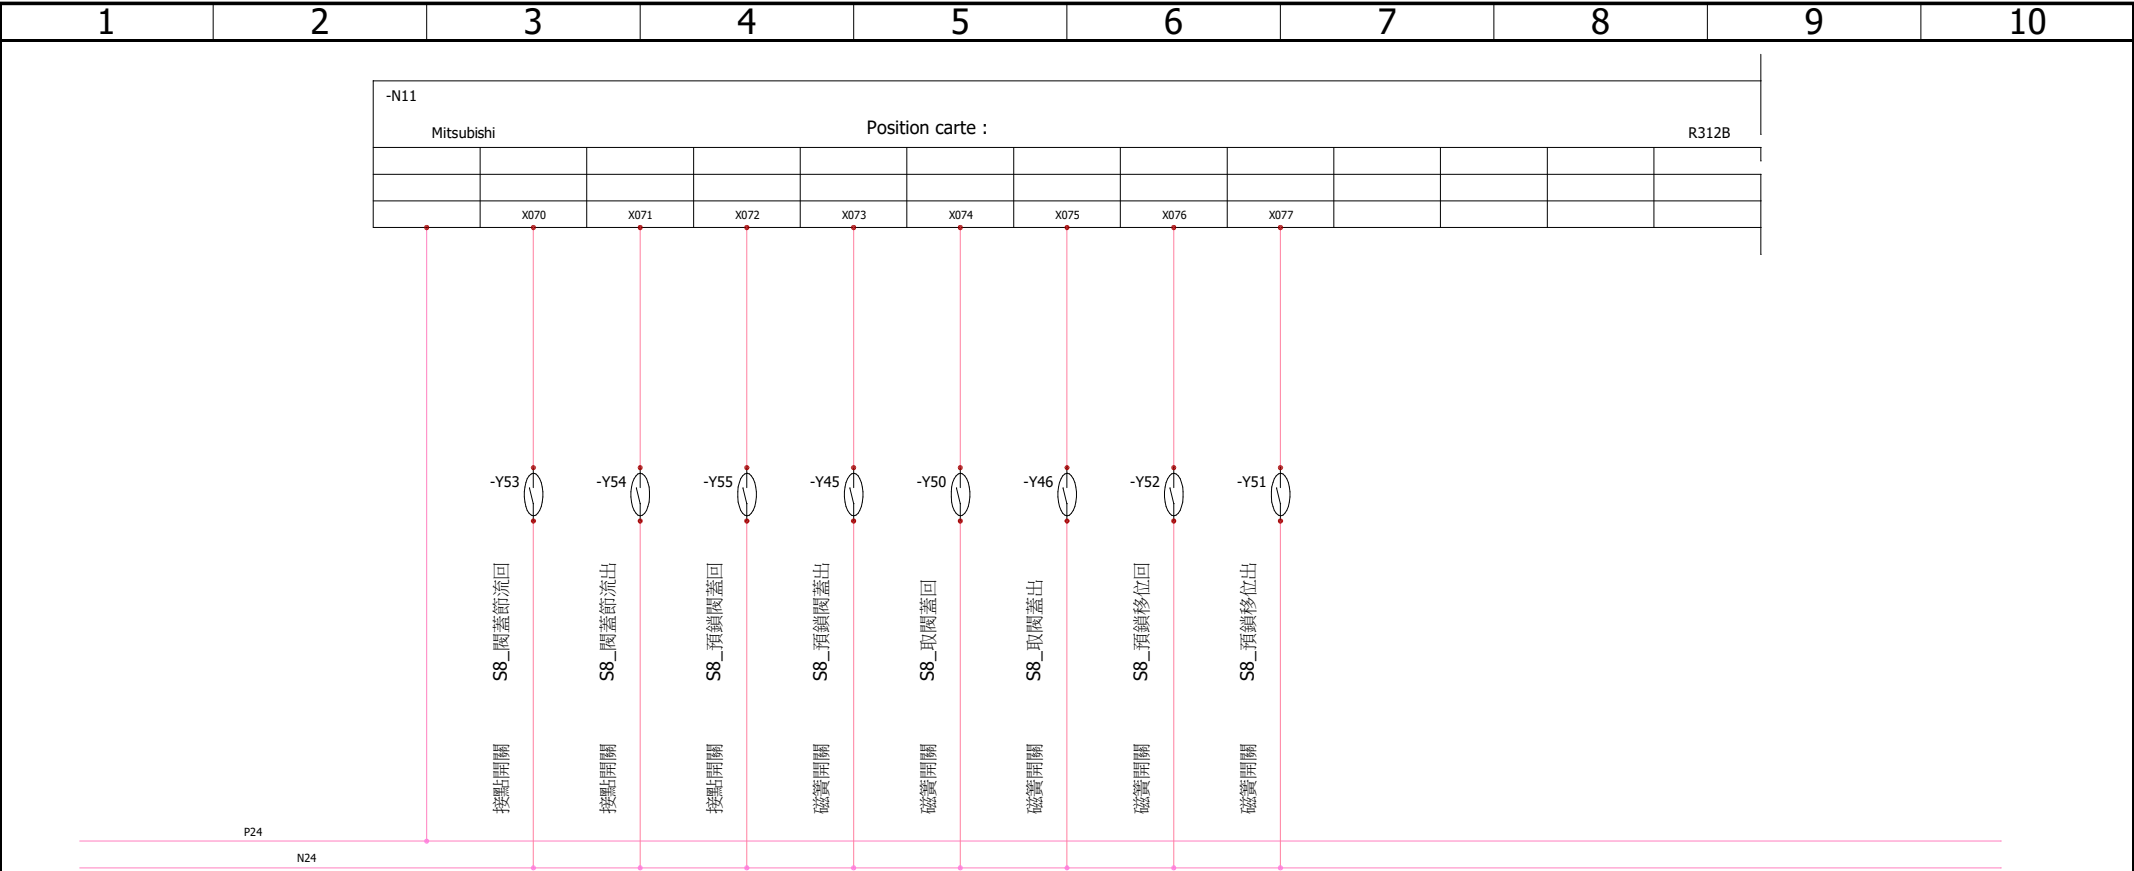 1 2 3 4 5 6 7 8 9 10
-N11
Mitsubishi Position carte : R312B
X070 X071 X072 X073 X074 X075 X076 X077
-Y53 -Y54 -Y55 -Y45 -Y50 -Y46 -Y52 -Y51
S8_閥蓋節流回
S8_閥蓋節流出
S8_預鎖閥蓋回
S8_預鎖閥蓋出
S8_取閥蓋回
S8_取閥蓋出
S8_預鎖移位回
S8_預鎖移位出
接點開關
接點開關
接點開關
磁簧開關
磁簧開關
磁簧開關
磁簧開關
磁簧開關
P24
N24